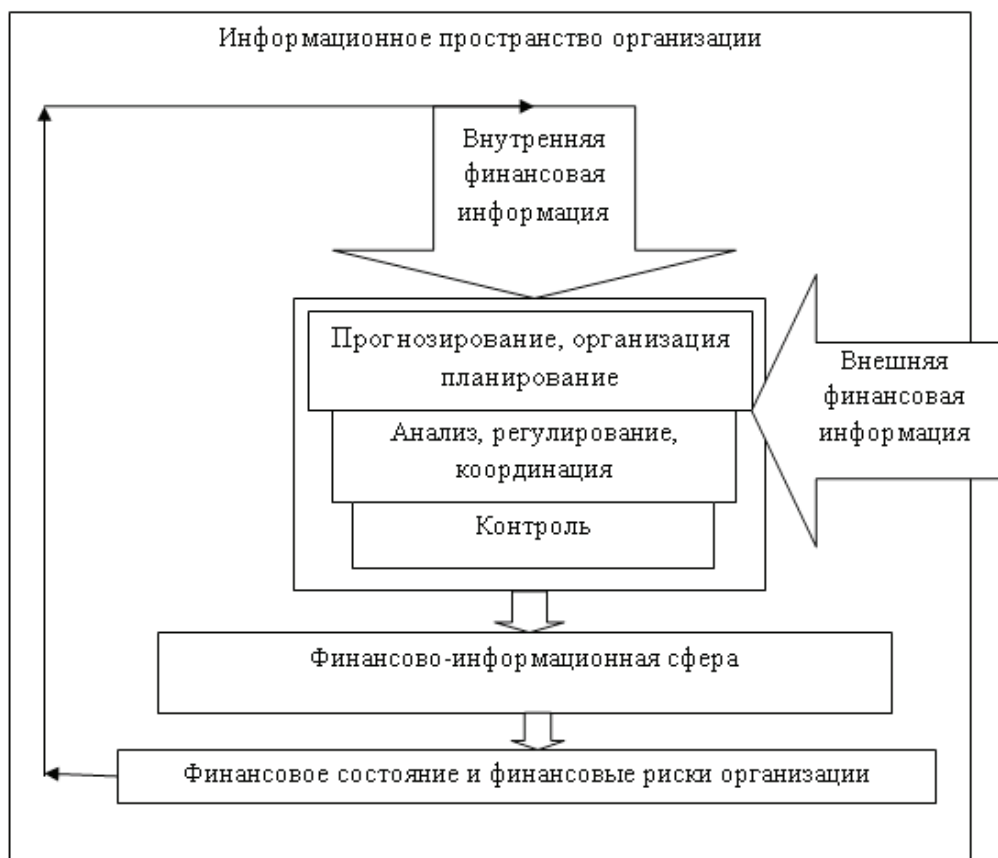 Информационное пространство организации
Внутренняя
финансовая
информация
Прогнозирование, организация
планирование
Внешняя
финансовая
информация
Анализ, регулирование,
координация
Контроль
Финансово-информационная сфера
Финансовое состояние и финансовые риски организации